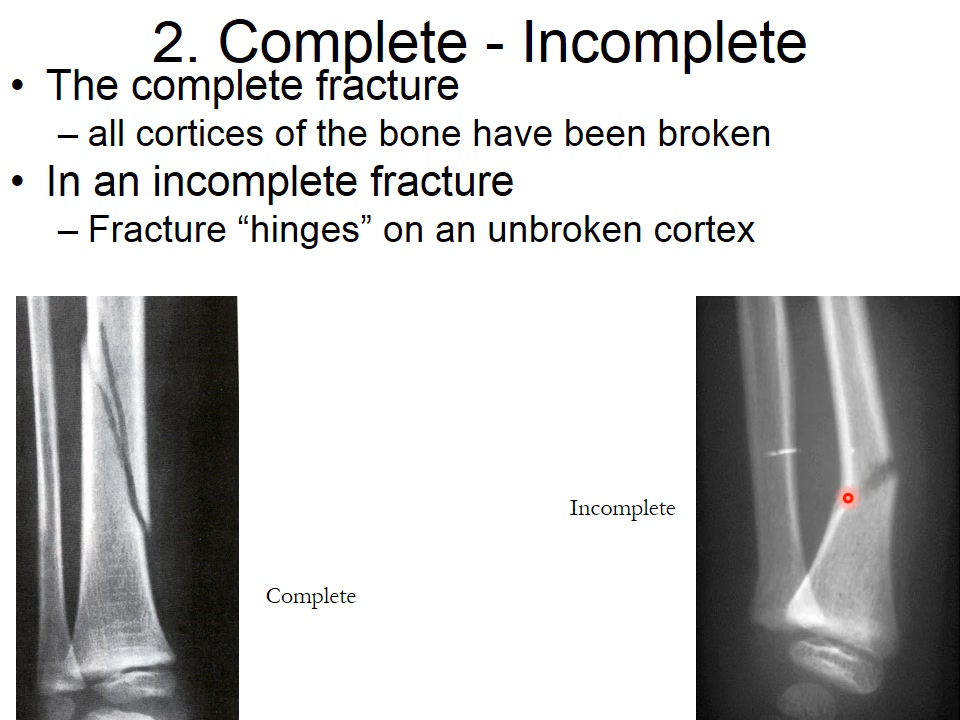 2. Complete - Incomplete
• The complete fracture
– all cortices of the bone have been broken
• In an incomplete fracture
– Fracture “hinges” on an unbroken cortex
Incomplete
Complete